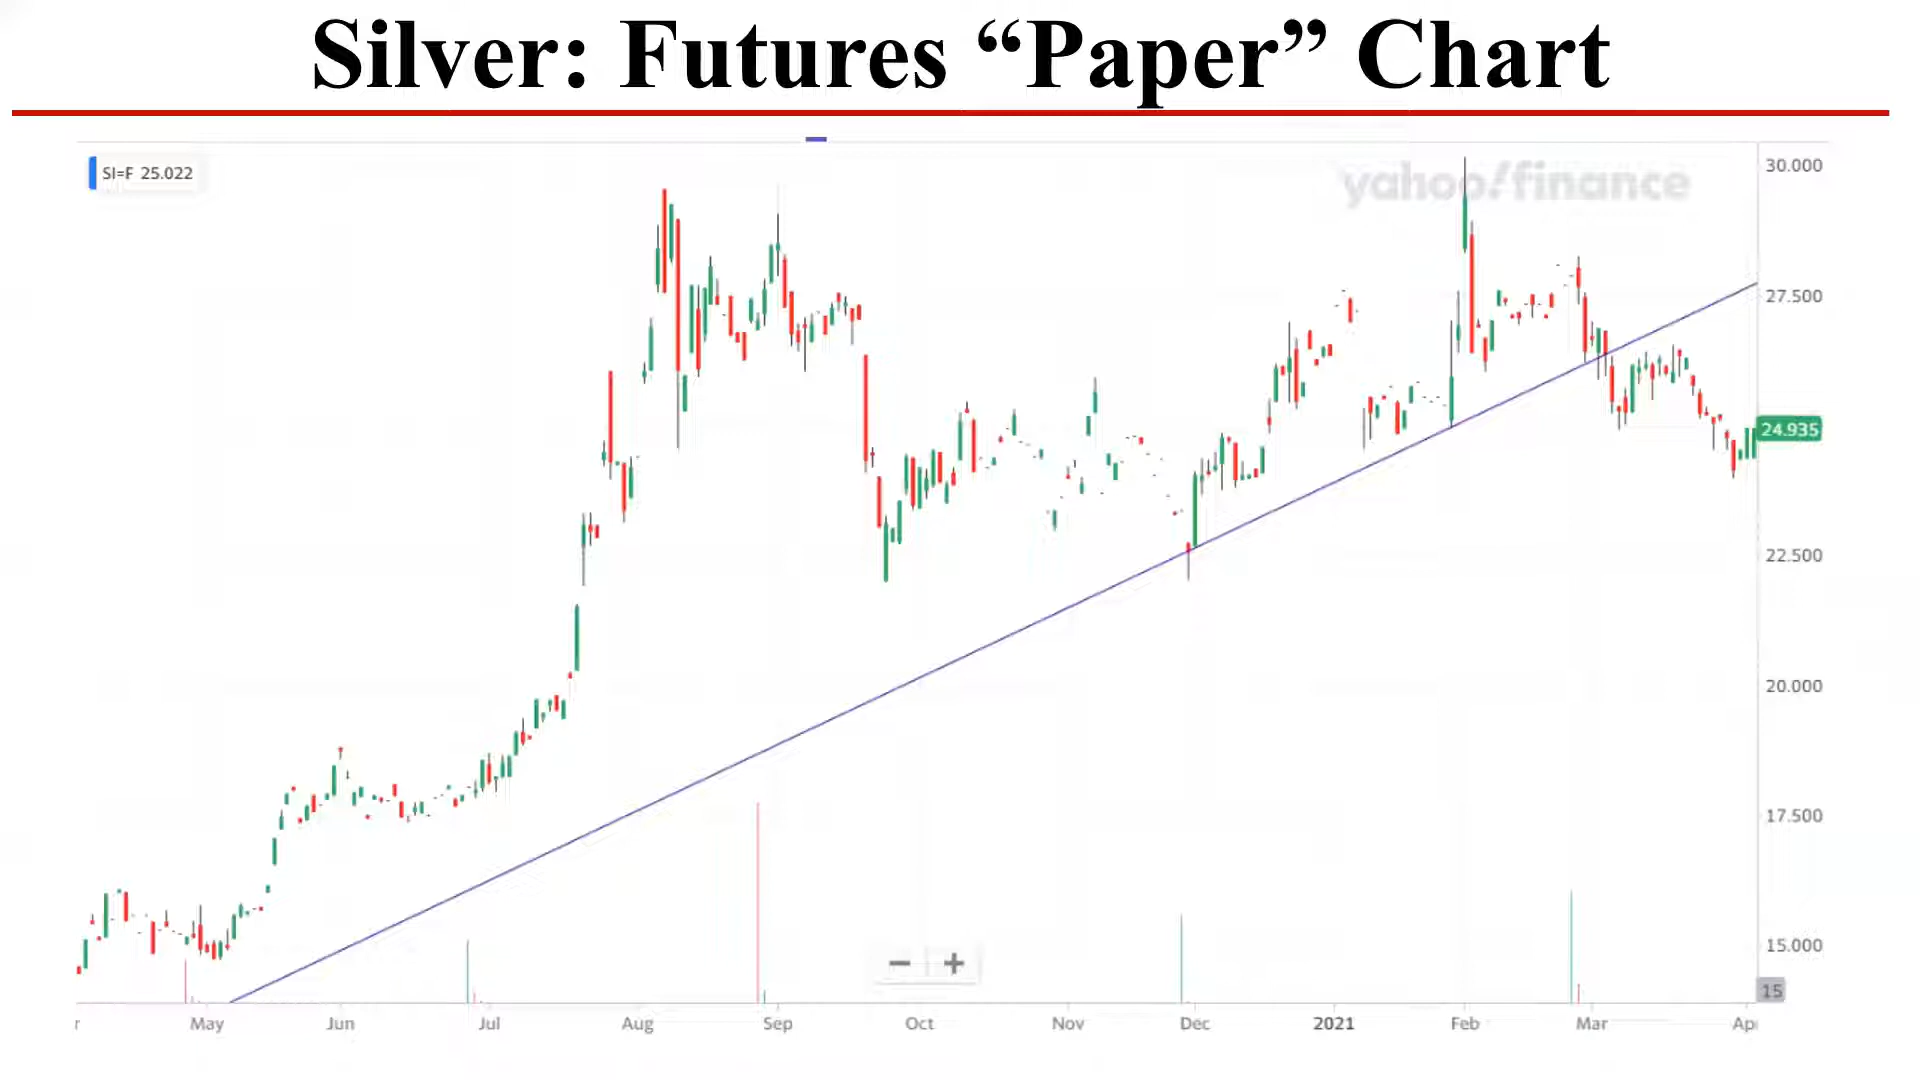 Silver: Futures “Paper” Chart
SI=F 25.022
yahoo!finance
30.000
27.500
24.935
22.500
20.000
17.500
15.000
15
r May Jun Jul Aug Sep Oct Nov Dec 2021 Feb Mar Ap